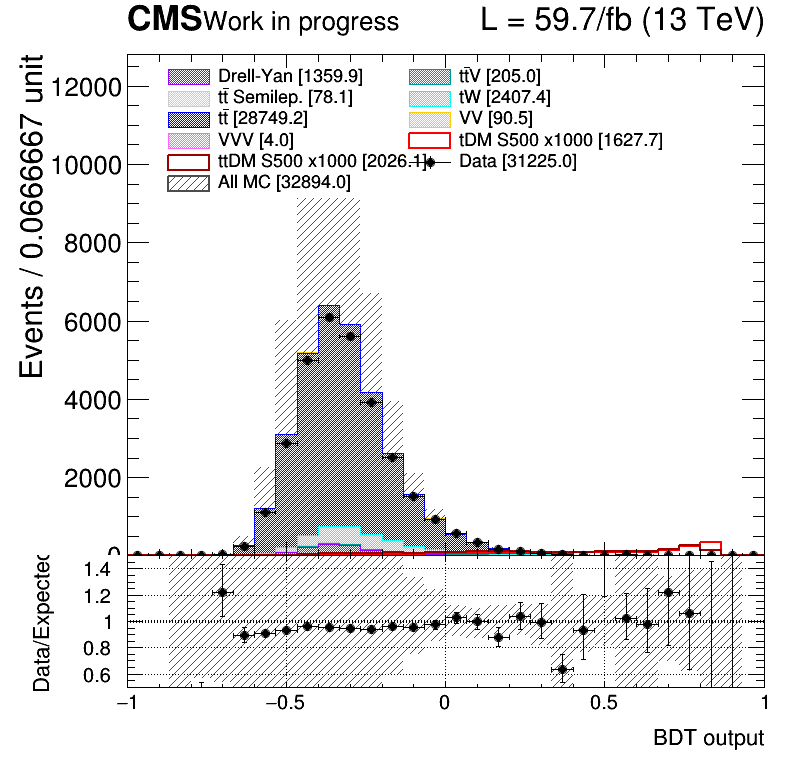 CMS Work in progress L = 59.7/fb (13 TeV)
Events / 0.0666667 unit
12000
10000
8000
6000
4000
2000
0
Drell-Yan [1359.9]
tt̄ Semilep. [78.1]
tt̄ [28749.2]
VVV [4.0]
ttDM S500 x1000 [2026.1]
All MC [32894.0]
tt̄V [205.0]
tW [2407.4]
VV [90.5]
tDM S500 x1000 [1627.7]
Data [31225.0]
Data/Expected
1.4
1.2
1
0.8
0.6
−1 −0.5 0 0.5 1
BDT output